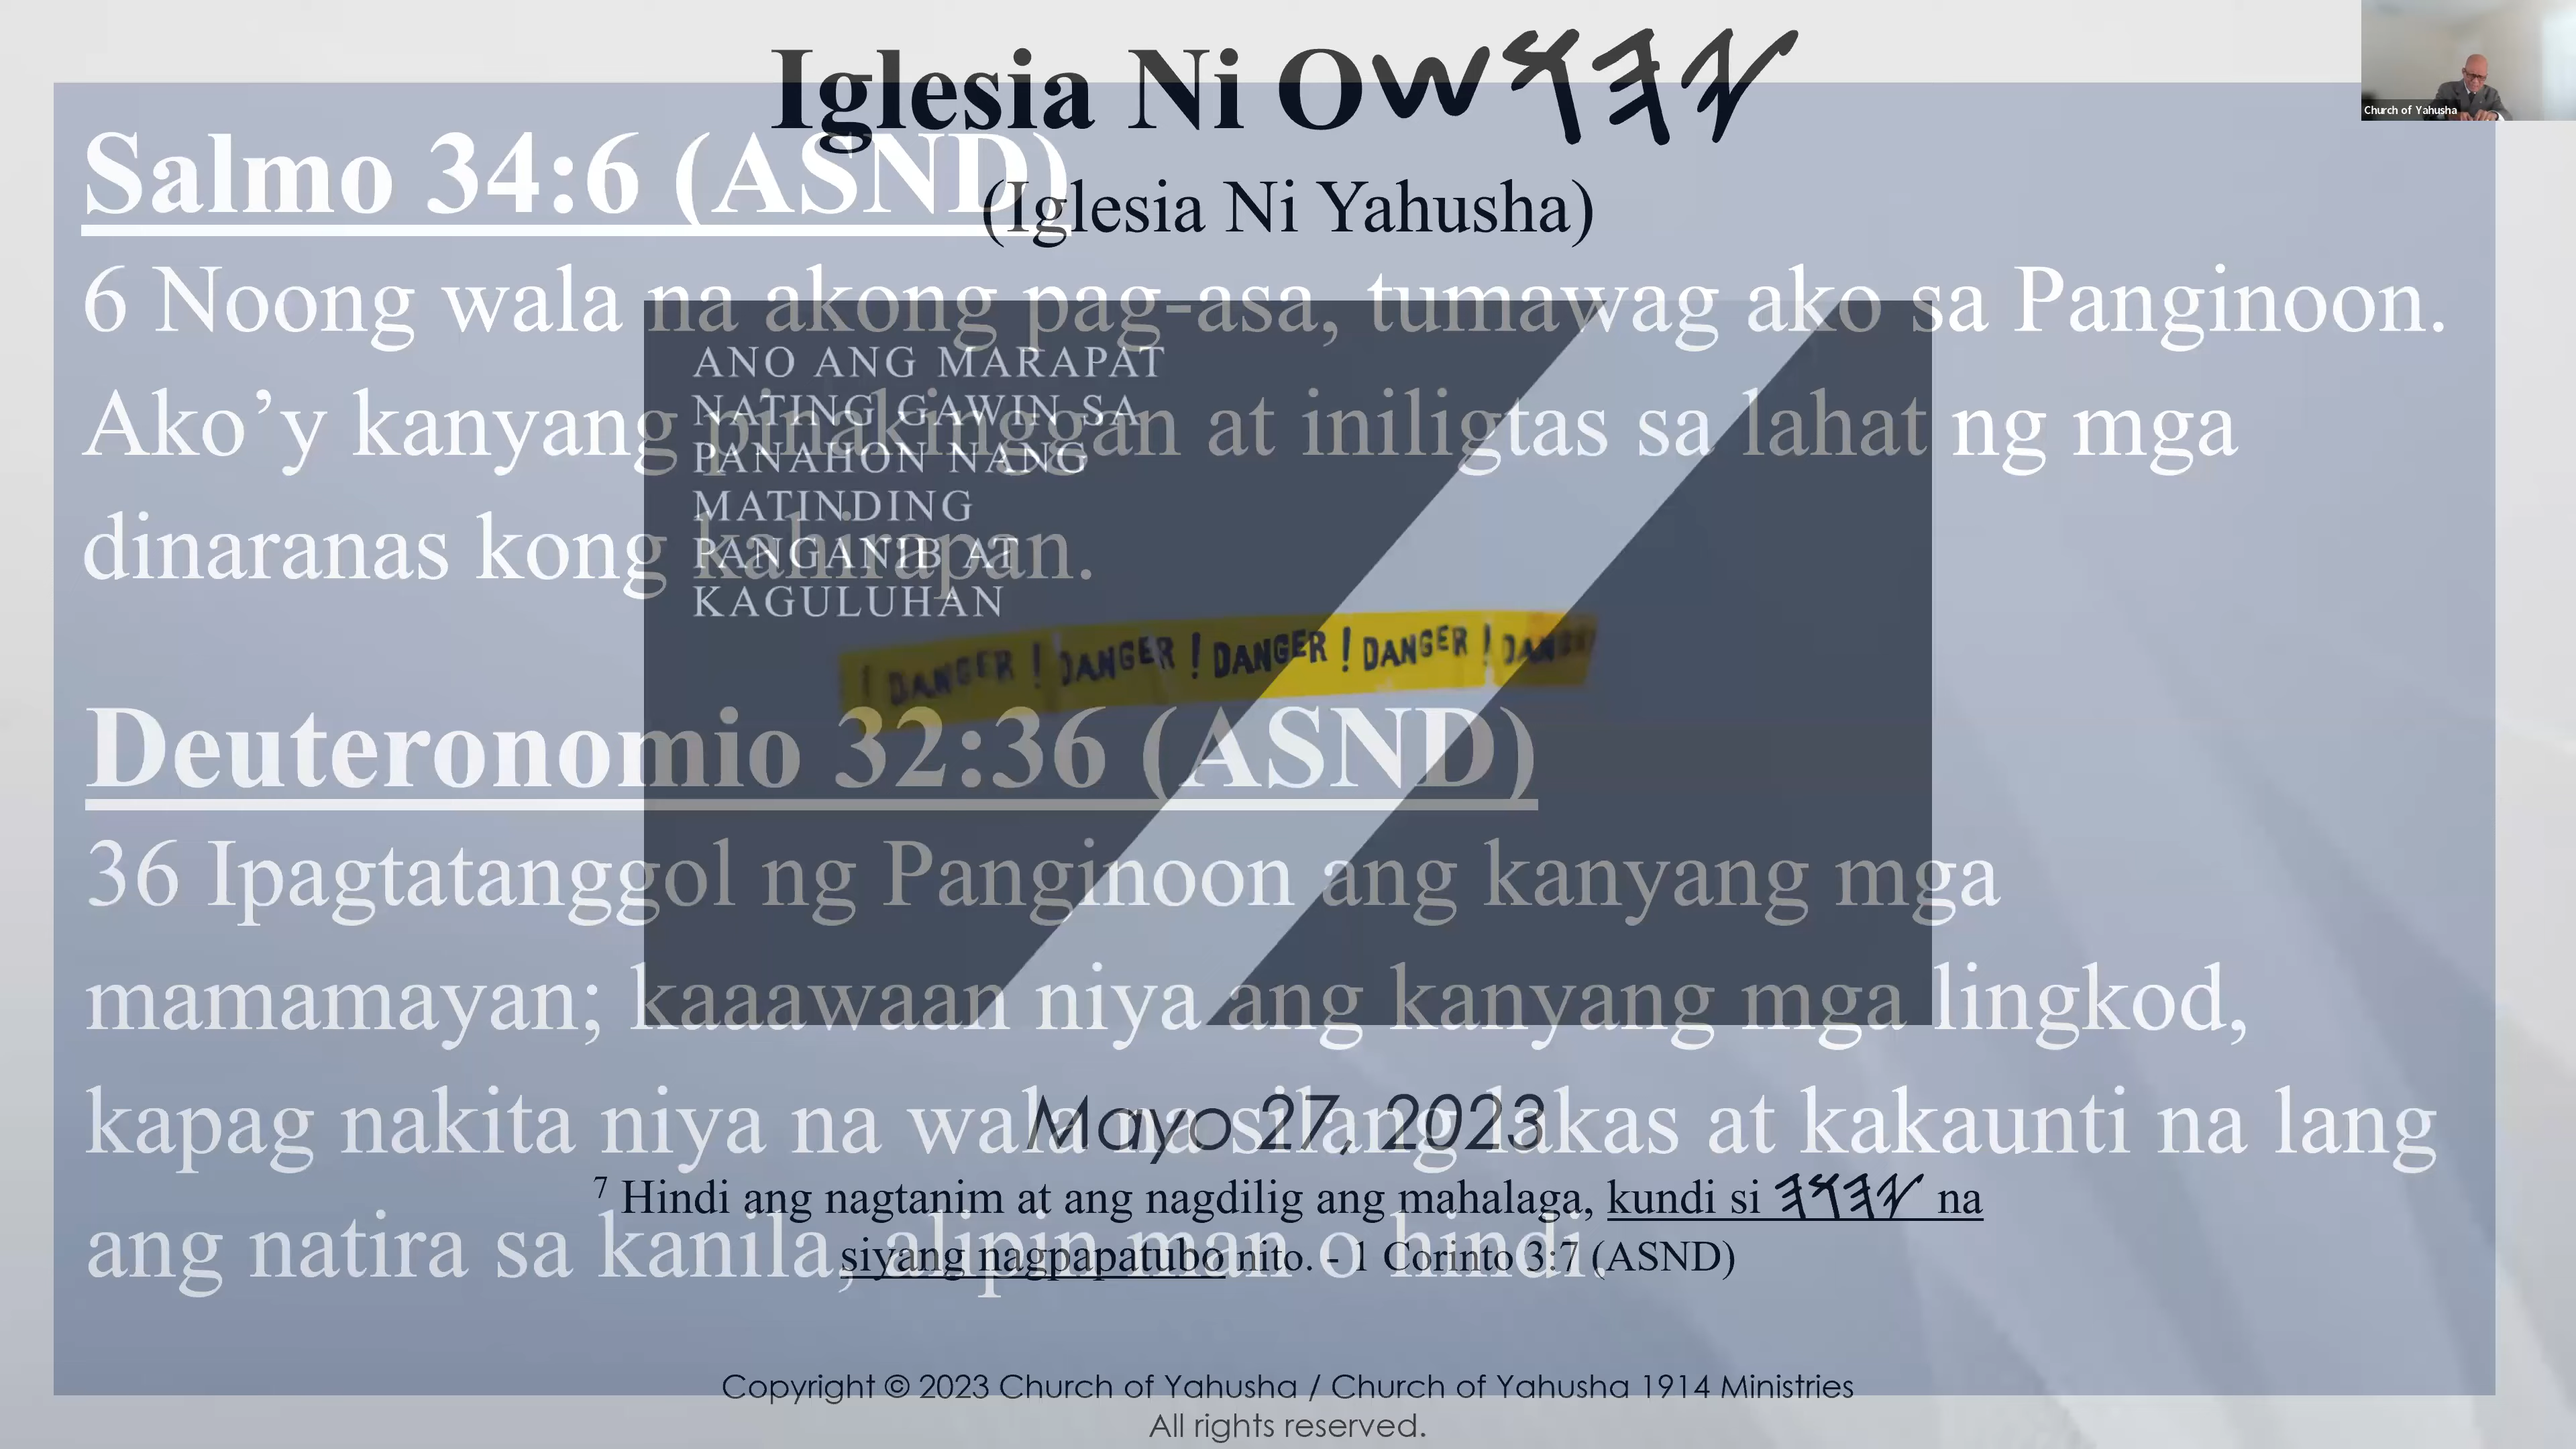 Iglesia Ni O𐤅𐤔𐤅𐤄𐤉
(Iglesia Ni Yahusha)
Church of Yahusha
Salmo 34:6 (ASND)
6 Noong wala na akong pag-asa, tumawag ako sa Panginoon.
Ako’y kanyang pinakinggan at iniligtas sa lahat ng mga
dinaranas kong kahirapan.
ANO ANG MARAPAT
NATING GAWIN SA
PANAHON NANG
MATINDING
PANGANIB AT
KAGULUHAN
! DANGER ! DANGER ! DANGER ! DANGER ! DANGER
Deuteronomio 32:36 (ASND)
36 Ipagtatanggol ng Panginoon ang kanyang mga
mamamayan; kaaawaan niya ang kanyang mga lingkod,
kapag nakita niya na wala na silang lakas at kakaunti na lang
ang natira sa kanila, alipin man o hindi.
Mayo 27, 2023
7 Hindi ang nagtanim at ang nagdilig ang mahalaga, kundi si 𐤄𐤅𐤄𐤉 na
siyang nagpapatubo nito. - 1 Corinto 3:7 (ASND)
Copyright © 2023 Church of Yahusha / Church of Yahusha 1914 Ministries
All rights reserved.